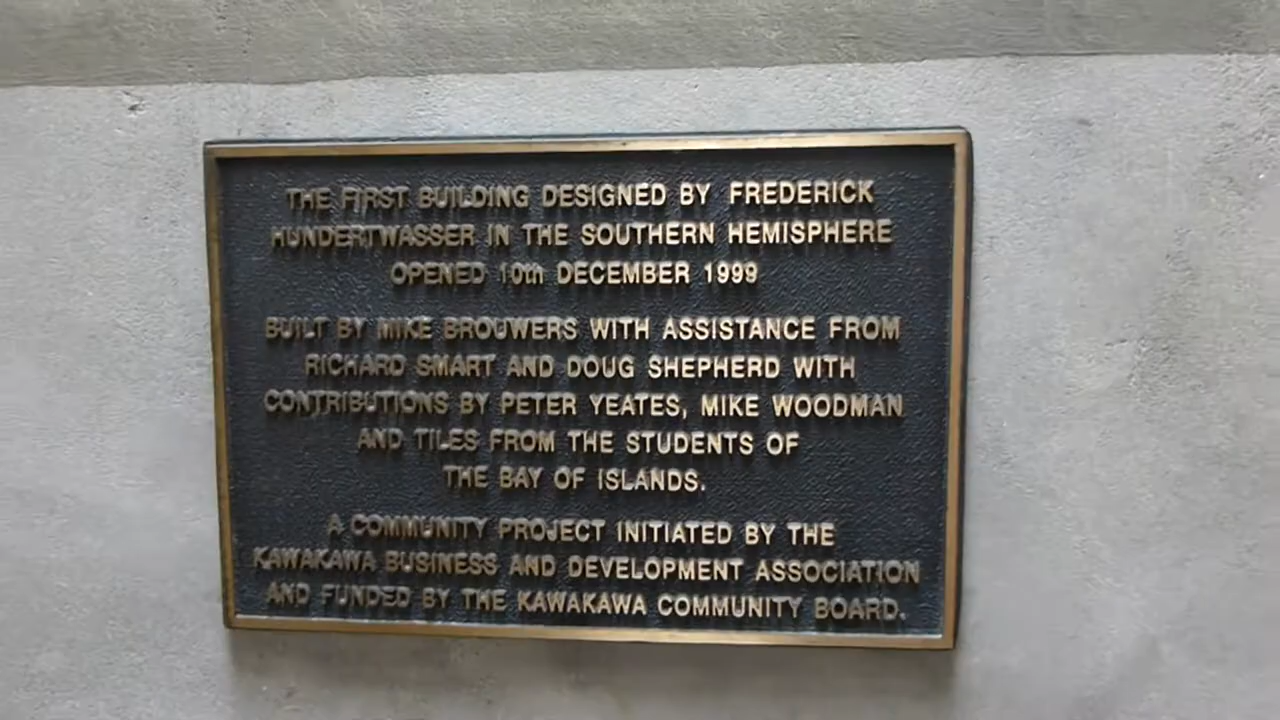 THE FIRST BUILDING DESIGNED BY FREDERICK
HUNDERTWASSER IN THE SOUTHERN HEMISPHERE
OPENED 10th DECEMBER 1999
BUILT BY MIKE BROUWERS WITH ASSISTANCE FROM
RICHARD SMART AND DOUG SHEPHERD WITH
CONTRIBUTIONS BY PETER YEATES, MIKE WOODMAN
AND TILES FROM THE STUDENTS OF
THE BAY OF ISLANDS.
A COMMUNITY PROJECT INITIATED BY THE
KAWAKAWA BUSINESS AND DEVELOPMENT ASSOCIATION
AND FUNDED BY THE KAWAKAWA COMMUNITY BOARD.